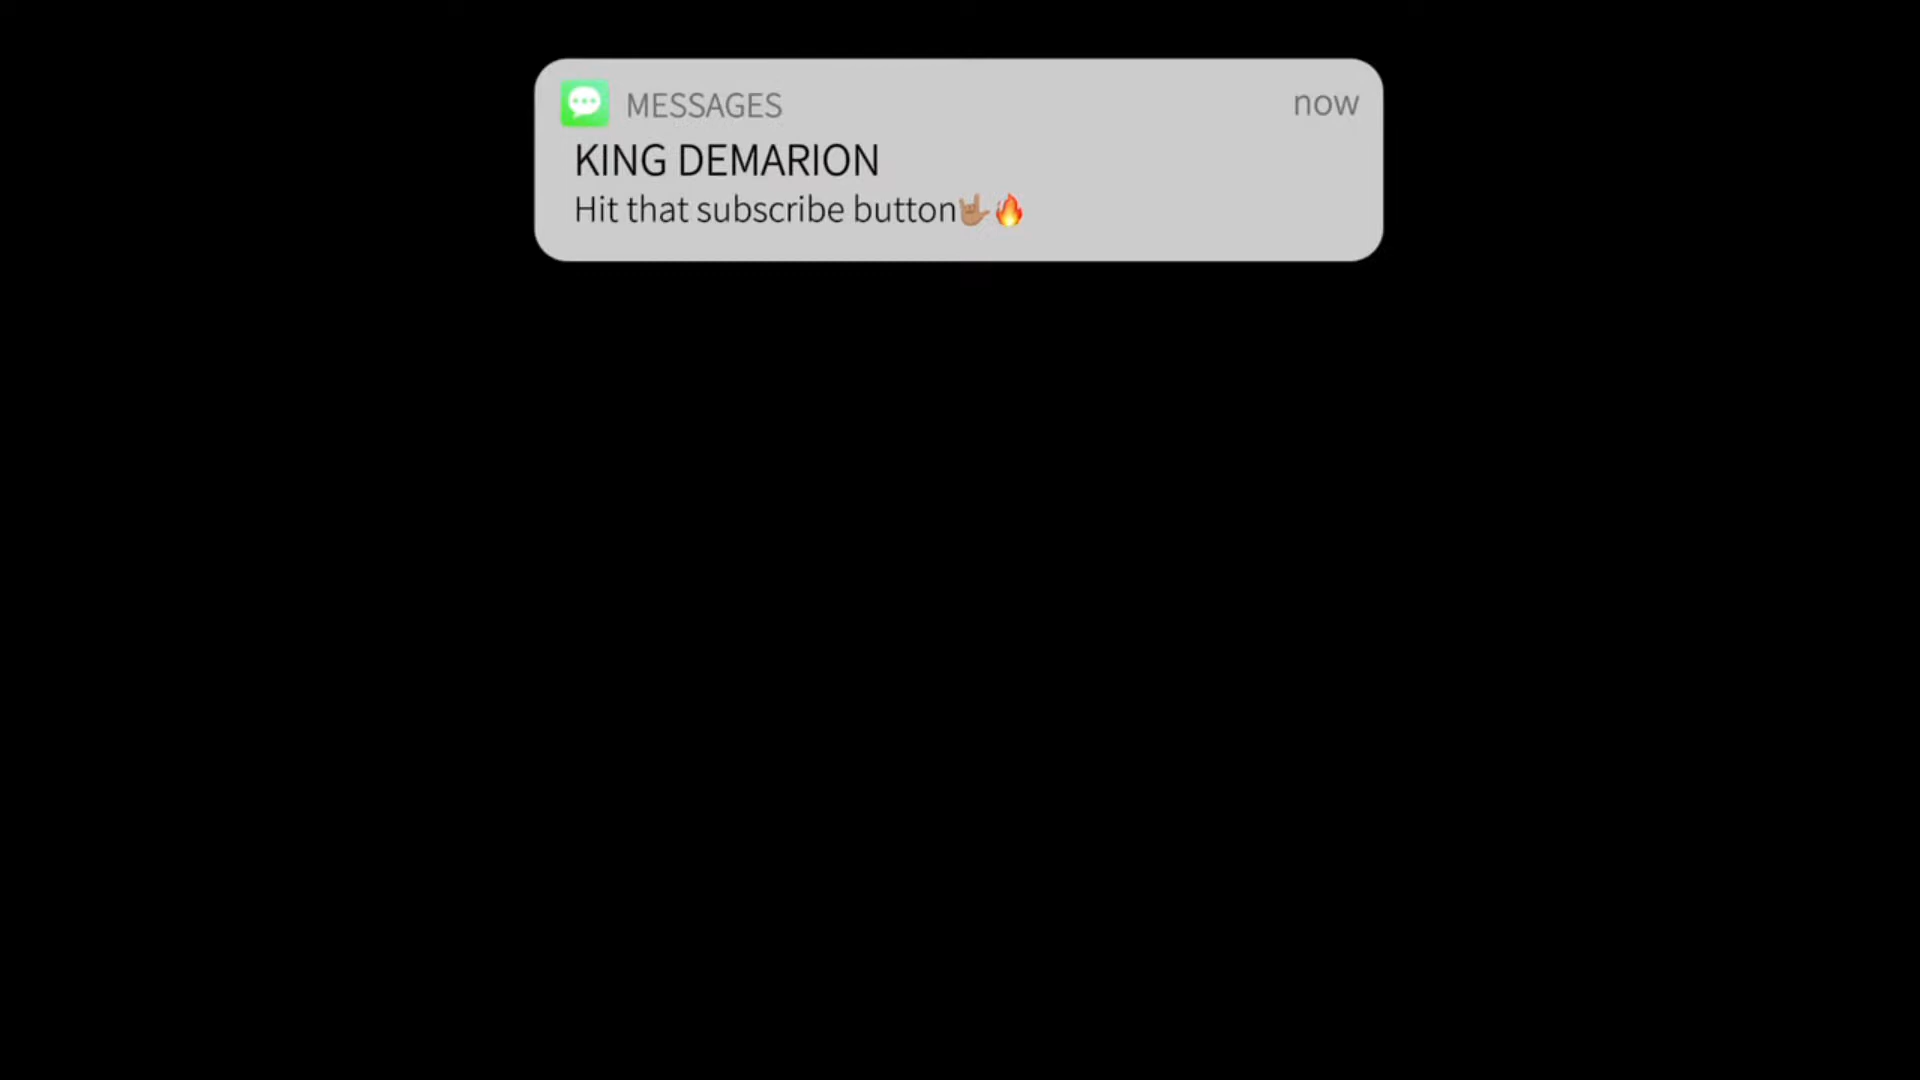 MESSAGES now
KING DEMARION
Hit that subscribe button🤟🏽🔥